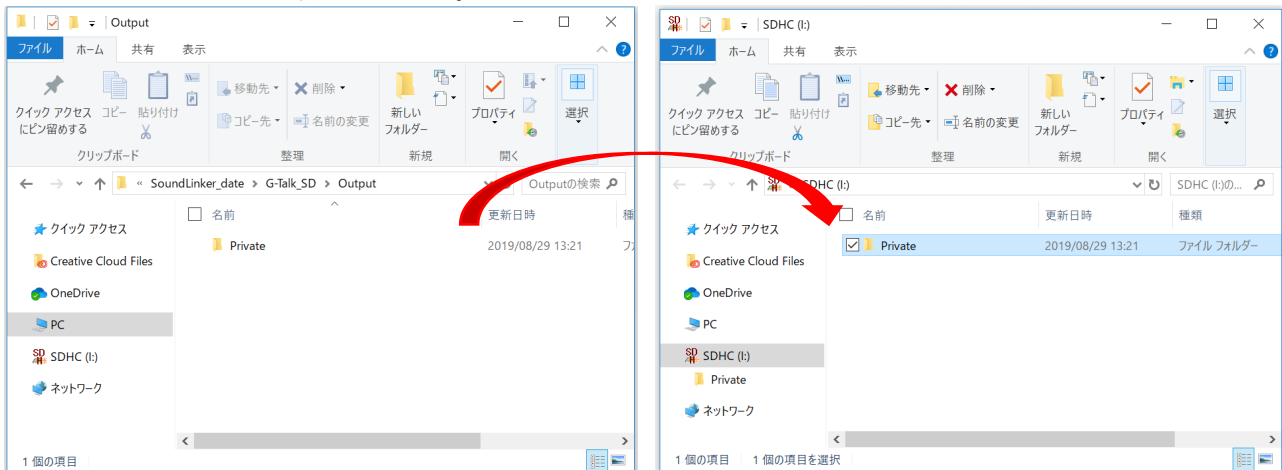 Output
ファイル ホーム 共有 表示
クイック アクセス
にピン留めする
コピー
貼り付け
クリップボード
移動先
コピー先
削除
名前の変更
整理
新しい
フォルダー
新規
プロパティ
開く
選択
« SoundLinker_date > G-Talk_SD > Output
Outputの検索
クイック アクセス
Creative Cloud Files
OneDrive
PC
SDHC (I:)
ネットワーク
名前 更新日時 種
Private 2019/08/29 13:21
1 個の項目
SDHC (I:)
ファイル ホーム 共有 表示
クイック アクセス
にピン留めする
コピー
貼り付け
クリップボード
移動先
コピー先
削除
名前の変更
整理
新しい
フォルダー
新規
プロパティ
開く
選択
SDHC (I:)
SDHC (I:)の...
クイック アクセス
Creative Cloud Files
OneDrive
PC
SDHC (I:)
Private
ネットワーク
名前 更新日時 種類
Private 2019/08/29 13:21 ファイル フォルダー
1 個の項目 1 個の項目を選択